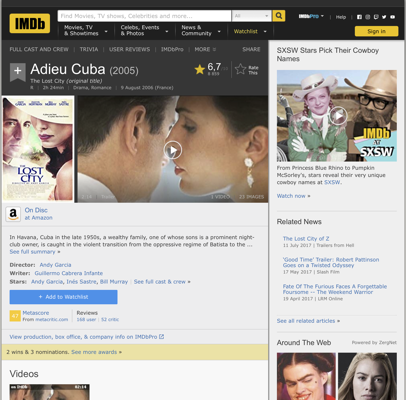 IMDb
Find Movies, TV shows, Celebrities and more...
All
IMDbPro
Help
Movies, TV & Showtimes
Celebs, Events & Photos
News & Community
Watchlist
Sign in
FULL CAST AND CREW | TRIVIA | USER REVIEWS | IMDbPro | MORE
SHARE
Adieu Cuba (2005)
The Lost City (original title)
R | 2h 24min | Drama, Romance | 9 August 2006 (France)
6,7
Rate This
THE LOST CITY
2 VIDEOS
On Disc
at Amazon
In Havana, Cuba in the late 1950s, a wealthy family, one of whose sons is a prominent night-
club owner, is caught in the violent transition from the oppressive regime of Batista to the ...
See full summary »
Director: Andy Garcia
Writer: Guillermo Cabrera Infante
Stars: Andy Garcia, Inés Sastre, Bill Murray | See full cast & crew »
+ Add to Watchlist
Metascore
From metacritic.com
Reviews
168 user | 52 critic
View production, box office, & company info on IMDbPro
2 wins & 3 nominations. See more awards »
Videos
SXSW Stars Pick Their Cowboy
Names
IMDb
AT
SXSW
From Princess Blue Rhino to Pumpkin
McSorley's, stars reveal their very unique
cowboy names at SXSW.
Watch now »
Related News
The Lost City of Z
11 July 2017 | Trailers from Hell
'Good Time' Trailer: Robert Pattinson
Goes on a Twisted Odyssey
17 May 2017 | Slash Film
Fate Of The Furious Faces A Forgettable
Foursome -- The Weekend Warrior
19 April 2017 | LRM Online
See all related articles »
Around The Web
Powered by ZergNet